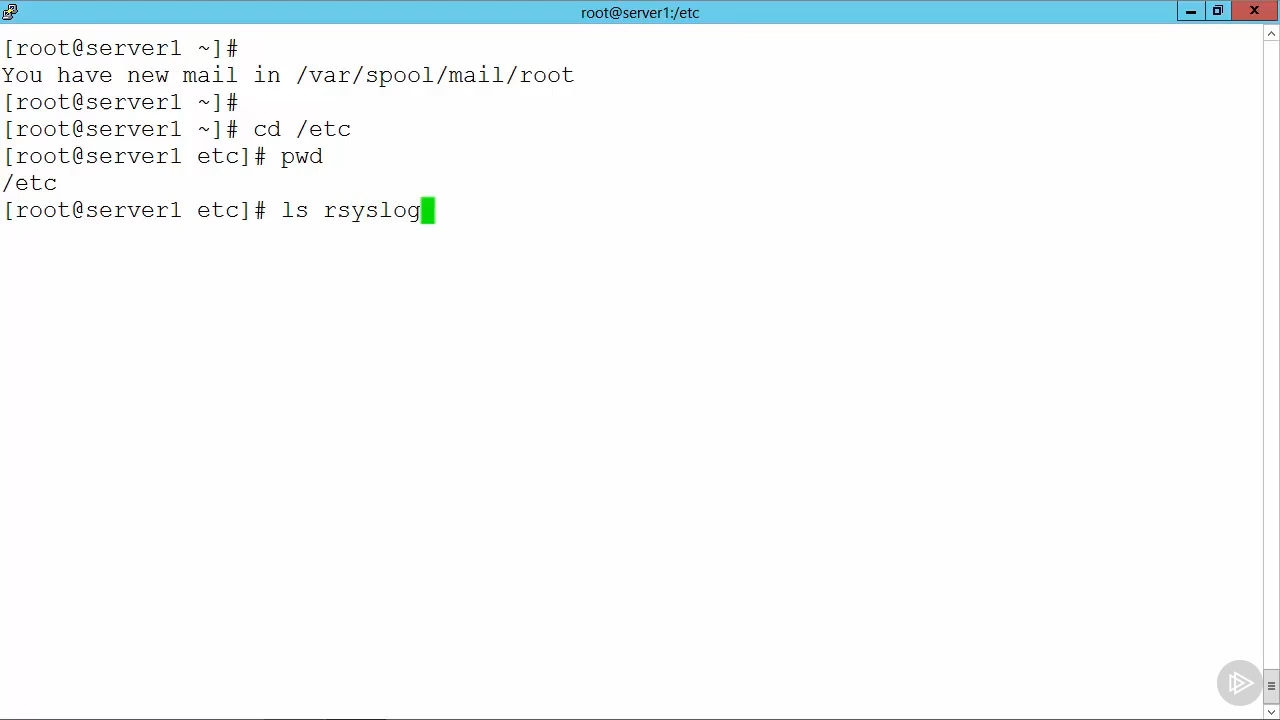 root@server1:/etc
[root@server1 ~]#
You have new mail in /var/spool/mail/root
[root@server1 ~]#
[root@server1 ~]# cd /etc
[root@server1 etc]# pwd
/etc
[root@server1 etc]# ls rsyslog